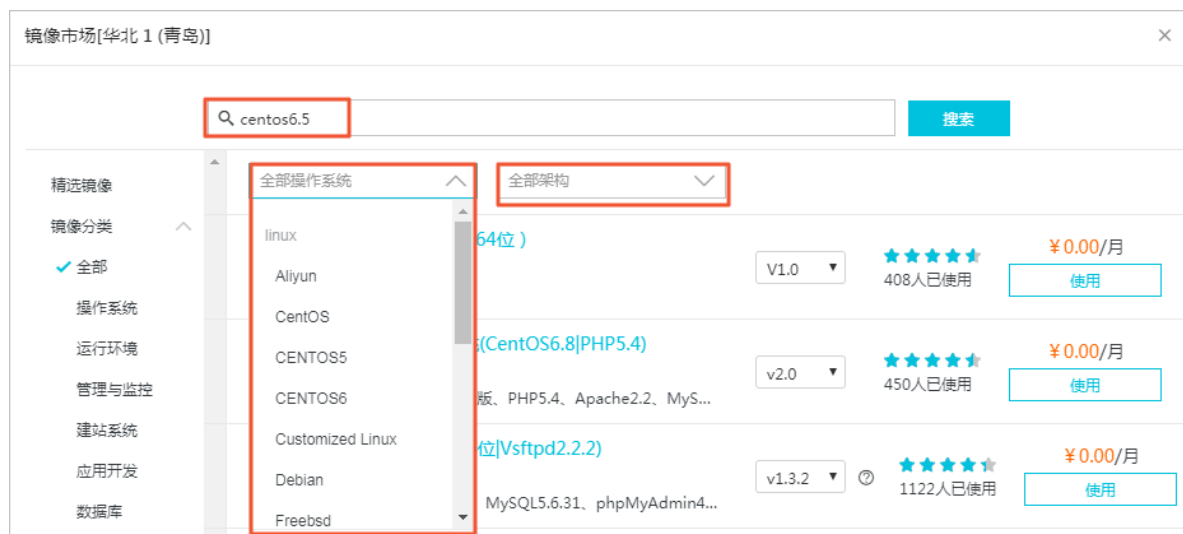 镜像市场[华北 1 (青岛)]
centos6.5
搜索
精选镜像
镜像分类
全部
操作系统
运行环境
管理与监控
建站系统
应用开发
数据库
全部操作系统
linux
Aliyun
CentOS
CENTOS5
CENTOS6
Customized Linux
Debian
Freebsd
全部架构
64位 )
V1.0
408人已使用
¥0.00/月
使用
(CentOS6.8|PHP5.4)
版、PHP5.4、Apache2.2、MyS...
v2.0
450人已使用
¥0.00/月
使用
位|Vsftpd2.2.2)
MySQL5.6.31、phpMyAdmin4...
v1.3.2
1122人已使用
¥0.00/月
使用